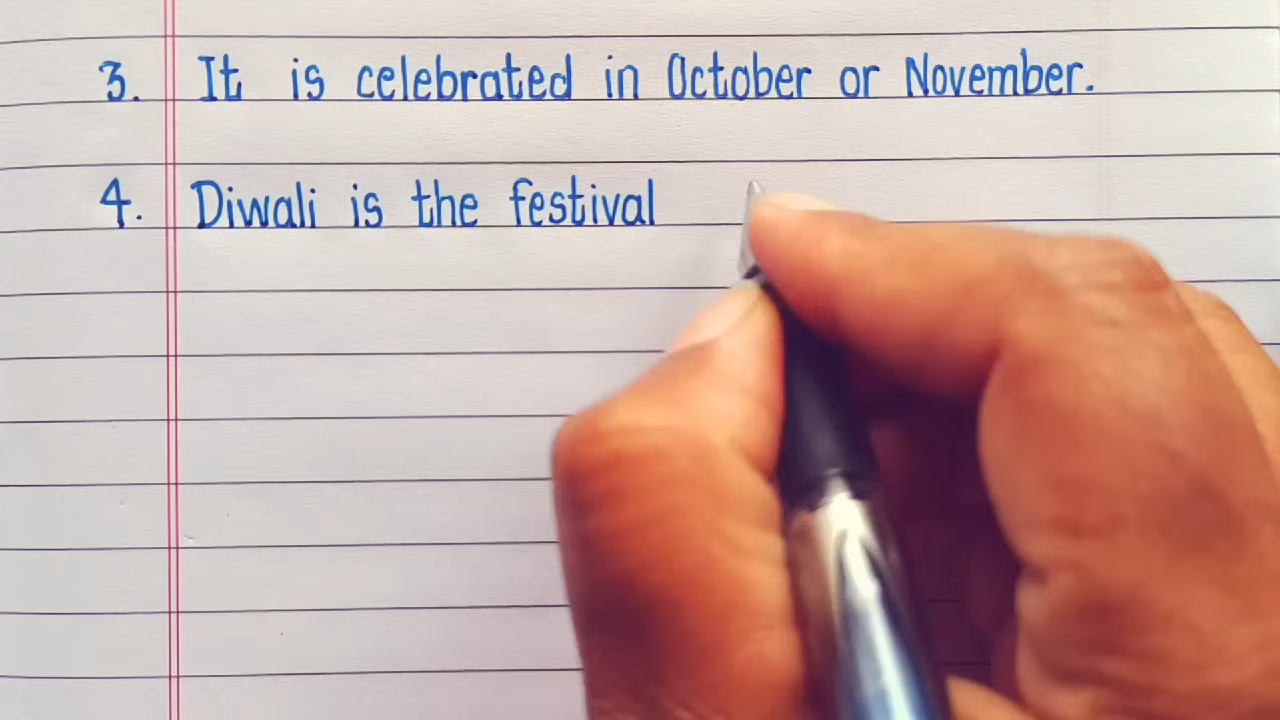 3. It is celebrated in October or November.
4. Diwali is the festival